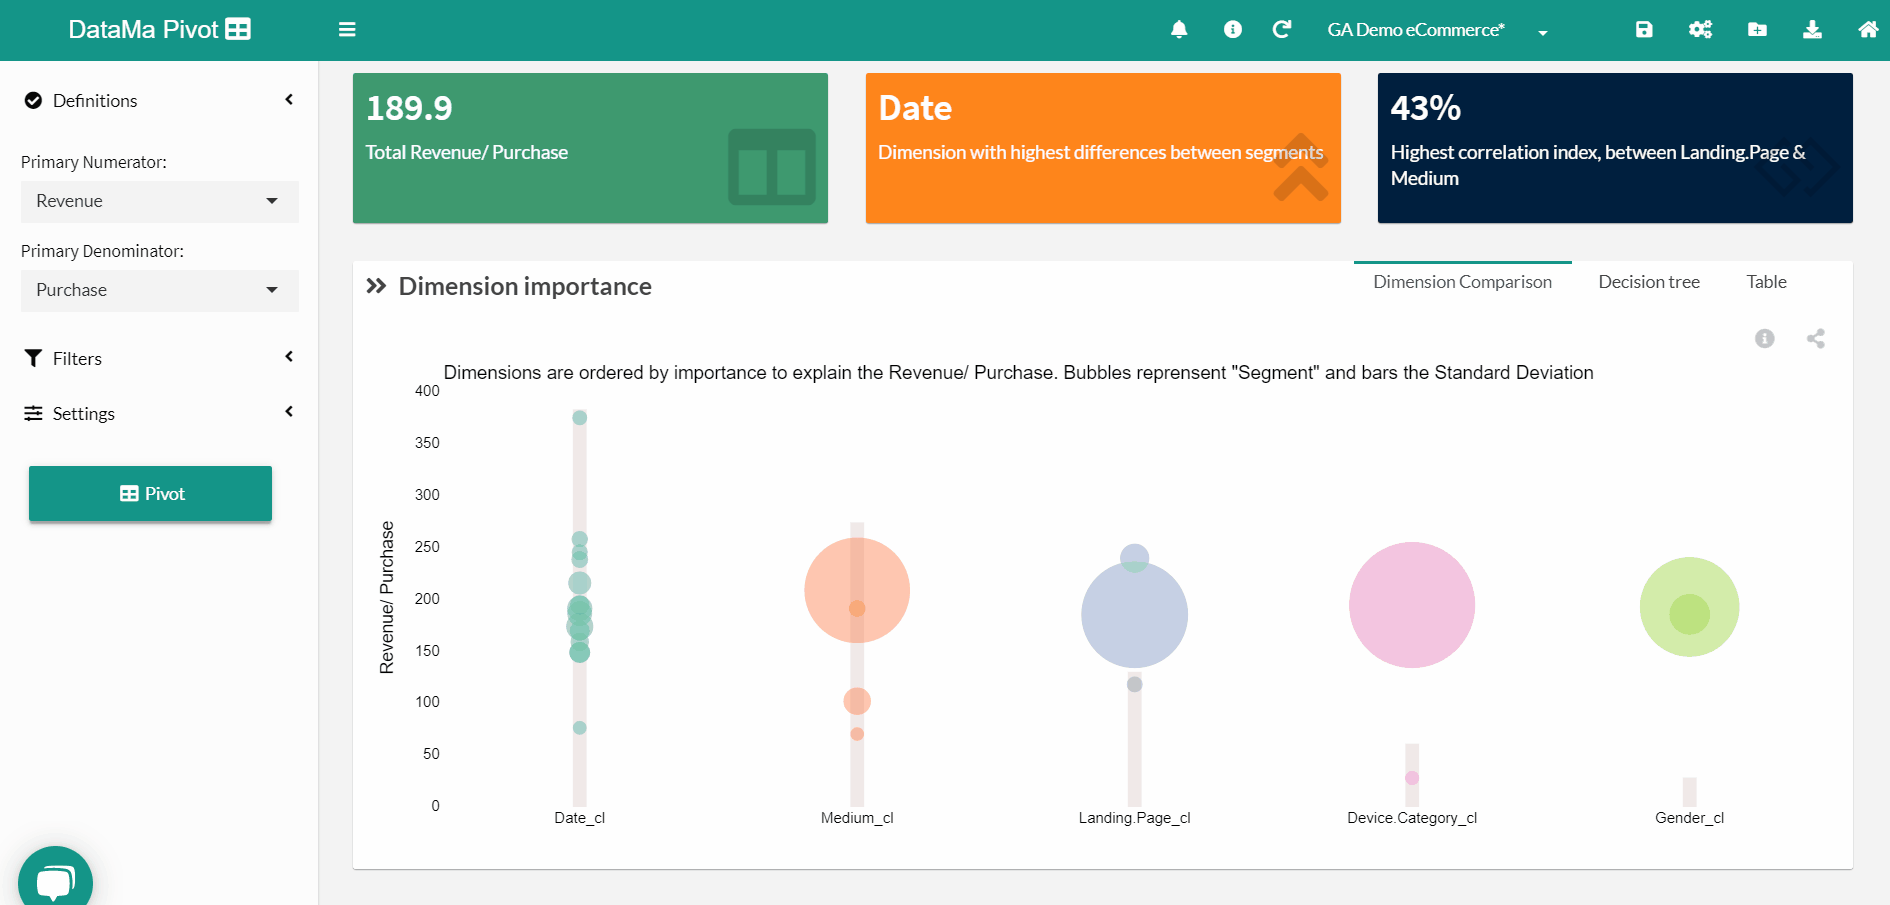 DataMa Pivot
GA Demo eCommerce*
Definitions
Primary Numerator:
Revenue
Primary Denominator:
Purchase
Filters
Settings
Pivot
189.9
Total Revenue/ Purchase
Date
Dimension with highest differences between segments
43%
Highest correlation index, between Landing.Page &
Medium
Dimension importance
Dimension Comparison
Decision tree
Table
Dimensions are ordered by importance to explain the Revenue/ Purchase. Bubbles reprensent "Segment" and bars the Standard Deviation
Revenue/ Purchase
400
350
300
250
200
150
100
50
0
Date_cl
Medium_cl
Landing.Page_cl
Device.Category_cl
Gender_cl